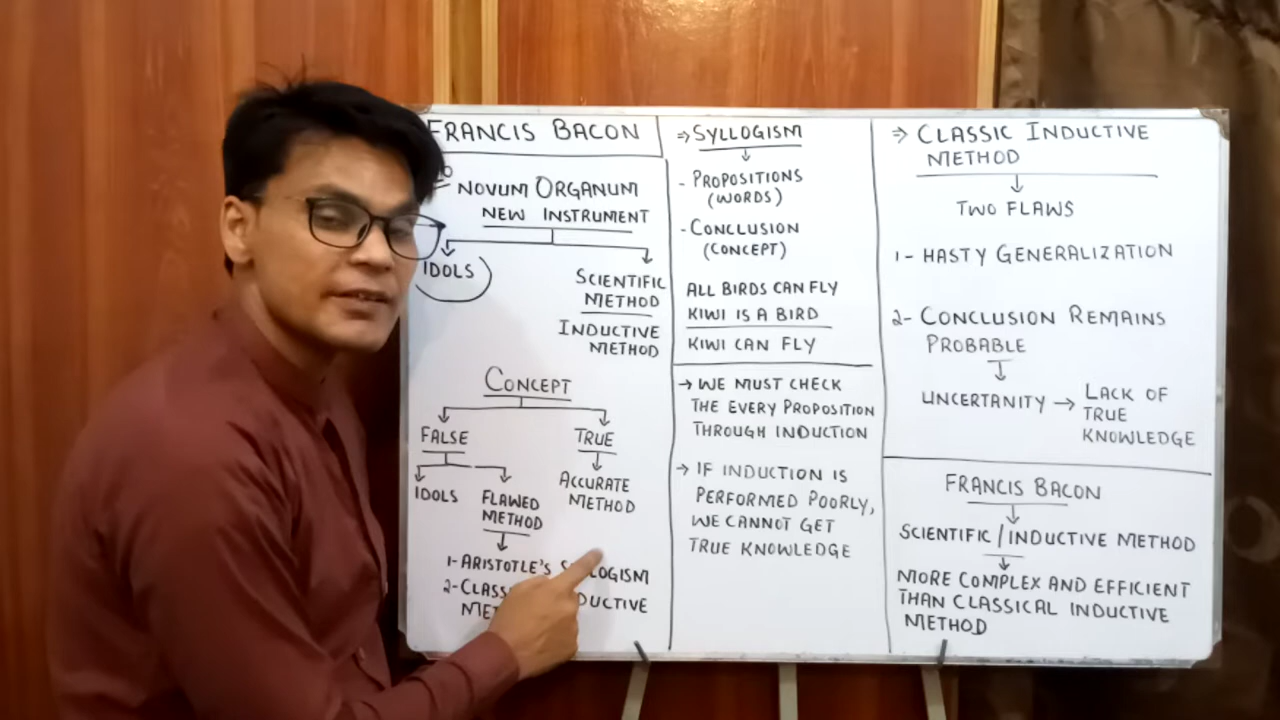 FRANCIS BACON
NOVUM ORGANUM
NEW INSTRUMENT
IDOLS
SCIENTIFIC
METHOD
INDUCTIVE
METHOD
CONCEPT
FALSE
TRUE
IDOLS
FLAWED
METHOD
ACCURATE
METHOD
1- ARISTOTLE'S
2-
⇒ SYLLOGISM
- PROPOSITIONS
(WORDS)
- CONCLUSION
(CONCEPT)
ALL BIRDS CAN FLY
KIWI IS A BIRD
KIWI CAN FLY
→ WE MUST CHECK
THE EVERY PROPOSITION
THROUGH INDUCTION
→ IF INDUCTION IS
PERFORMED POORLY,
WE CANNOT GET
TRUE KNOWLEDGE
⇒ CLASSIC INDUCTIVE
METHOD
TWO FLAWS
1- HASTY GENERALIZATION
2- CONCLUSION REMAINS
PROBABLE
UNCERTANITY → LACK OF
TRUE
KNOWLEDGE
FRANCIS BACON
SCIENTIFIC / INDUCTIVE METHOD
MORE COMPLEX AND EFFICIENT
THAN CLASSICAL INDUCTIVE
METHOD